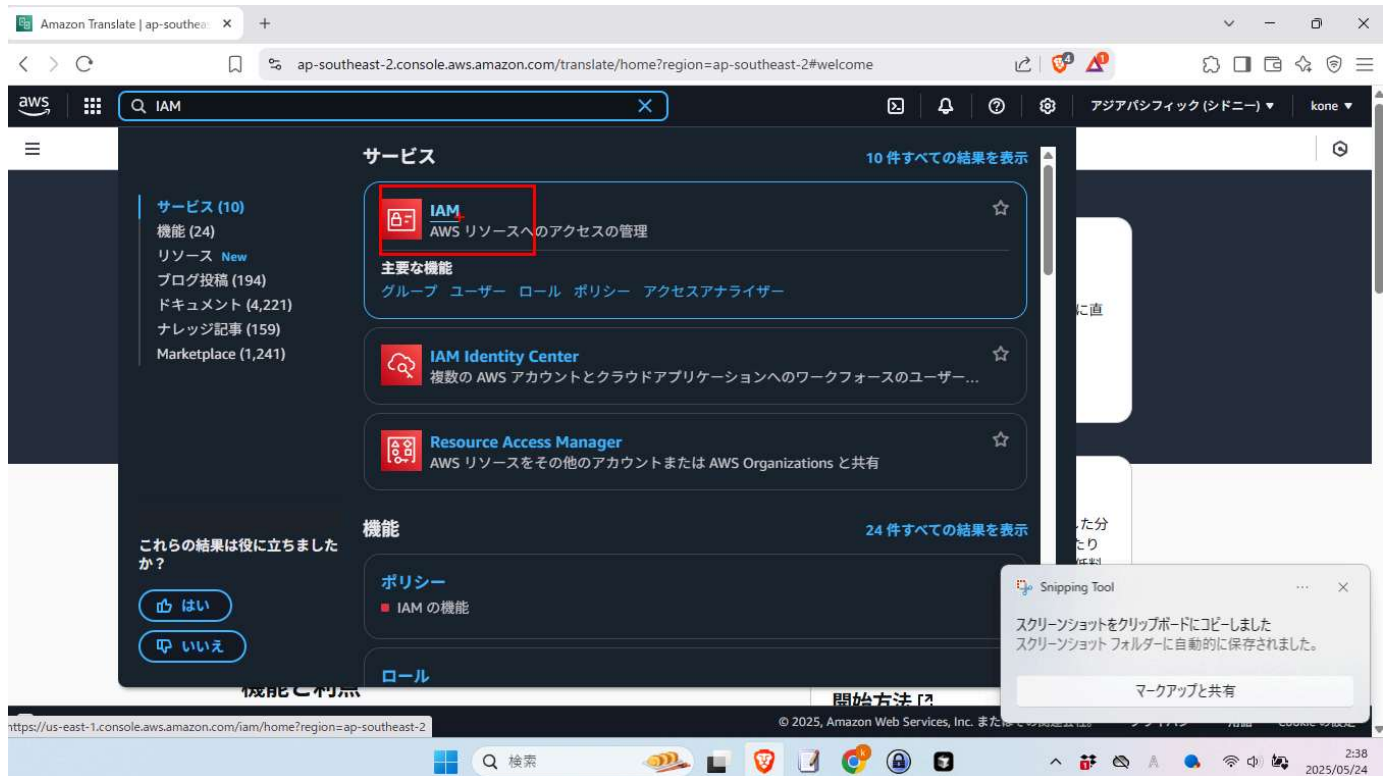 Amazon Translate | ap-southea
ap-southeast-2.console.aws.amazon.com/translate/home?region=ap-southeast-2#welcome
4
aws
IAM
アジアパシフィック (シドニー) ▼
kone ▼
サービス
10 件すべての結果を表示
サービス (10)
機能 (24)
リソース New
ブログ投稿 (194)
ドキュメント (4,221)
ナレッジ記事 (159)
Marketplace (1,241)
IAM
AWS リソースへのアクセスの管理
主要な機能
グループ ユーザー ロール ポリシー アクセスアナライザー
IAM Identity Center
複数の AWS アカウントとクラウドアプリケーションへのワークフォースのユーザー...
Resource Access Manager
AWS リソースをその他のアカウントまたは AWS Organizations と共有
機能
24 件すべての結果を表示
ポリシー
IAM の機能
ロール
これらの結果は役に立ちました
か？
はい
いいえ
に直
た分
たり
機能と利点
開始方法
Snipping Tool
スクリーンショットをクリップボードにコピーしました
スクリーンショット フォルダーに自動的に保存されました。
マークアップと共有
https://us-east-1.console.aws.amazon.com/iam/home?region=ap-southeast-2
© 2025, Amazon Web Services, Inc. または
検索
2:38
2025/05/24